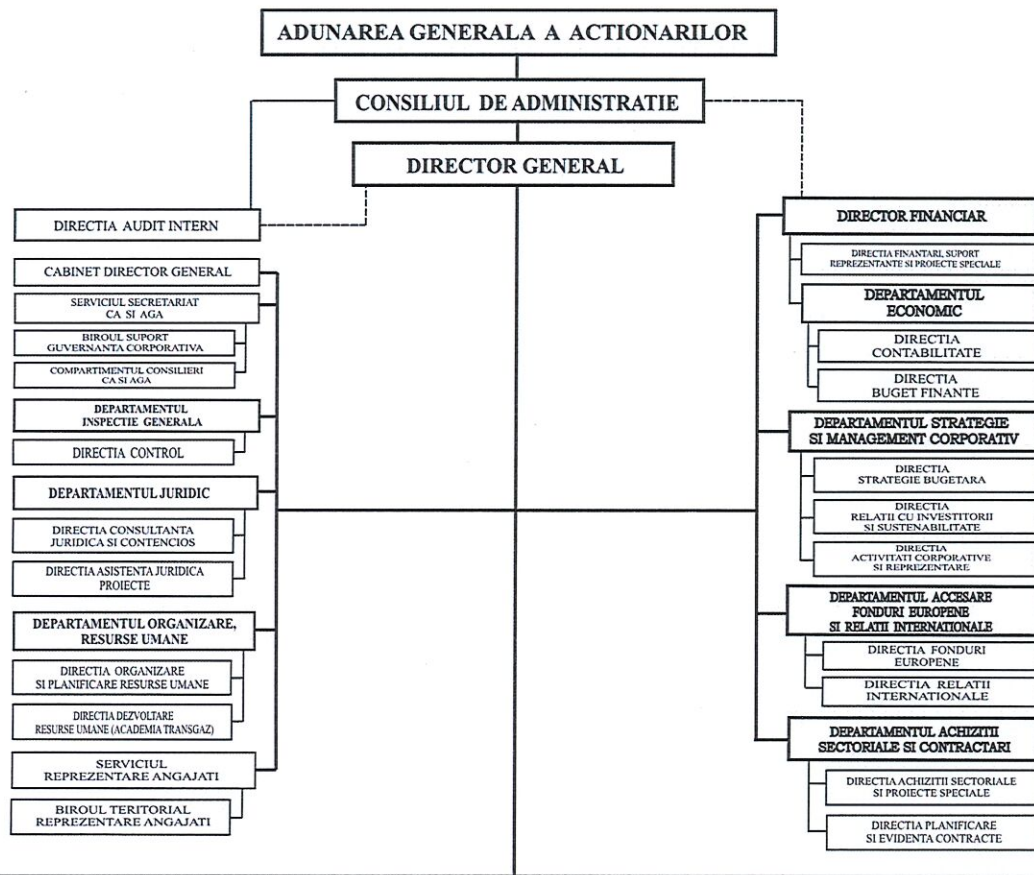 ADUNAREA GENERALA A ACTIONARILOR
CONSILIUL DE ADMINISTRATIE
DIRECTOR GENERAL
DIRECTIA AUDIT INTERN
CABINET DIRECTOR GENERAL
SERVICIUL SECRETARIAT
CA SI AGA
BIROUL SUPORT
GUVERNANTA CORPORATIVA
COMPARTIMENTUL CONSILIERI
CA SI AGA
DEPARTAMENTUL
INSPECTIE GENERALA
DIRECTIA CONTROL
DEPARTAMENTUL JURIDIC
DIRECTIA CONSULTANTA
JURIDICA SI CONTENCIOS
DIRECTIA ASISTENTA JURIDICA
PROIECTE
DEPARTAMENTUL ORGANIZARE,
RESURSE UMANE
DIRECTIA ORGANIZARE
SI PLANIFICARE RESURSE UMANE
DIRECTIA DEZVOLTARE
RESURSE UMANE (ACADEMIA TRANSGAZ)
SERVICIUL
REPREZENTARE ANGAJATI
BIROUL TERITORIAL
REPREZENTARE ANGAJATI
DIRECTOR FINANCIAR
DIRECTIA FINANTARI, SUPORT
REPREZENTANTE SI PROIECTE SPECIALE
DEPARTAMENTUL
ECONOMIC
DIRECTIA
CONTABILITATE
DIRECTIA
BUGET FINANTE
DEPARTAMENTUL STRATEGIE
SI MANAGEMENT CORPORATIV
DIRECTIA
STRATEGIE BUGETARA
DIRECTIA
RELATII CU INVESTITORII
SI SUSTENABILITATE
DIRECTIA
ACTIVITATI CORPORATIVE
SI REPREZENTARE
DEPARTAMENTUL ACCESARE
FONDURI EUROPENE
SI RELATII INTERNATIONALE
DIRECTIA FONDURI
EUROPENE
DIRECTIA RELATII
INTERNATIONALE
DEPARTAMENTUL ACHIZITII
SECTORIALE SI CONTRACTARI
DIRECTIA ACHIZITII SECTORIALE
SI PROIECTE SPECIALE
DIRECTIA PLANIFICARE
SI EVIDENTA CONTRACTE